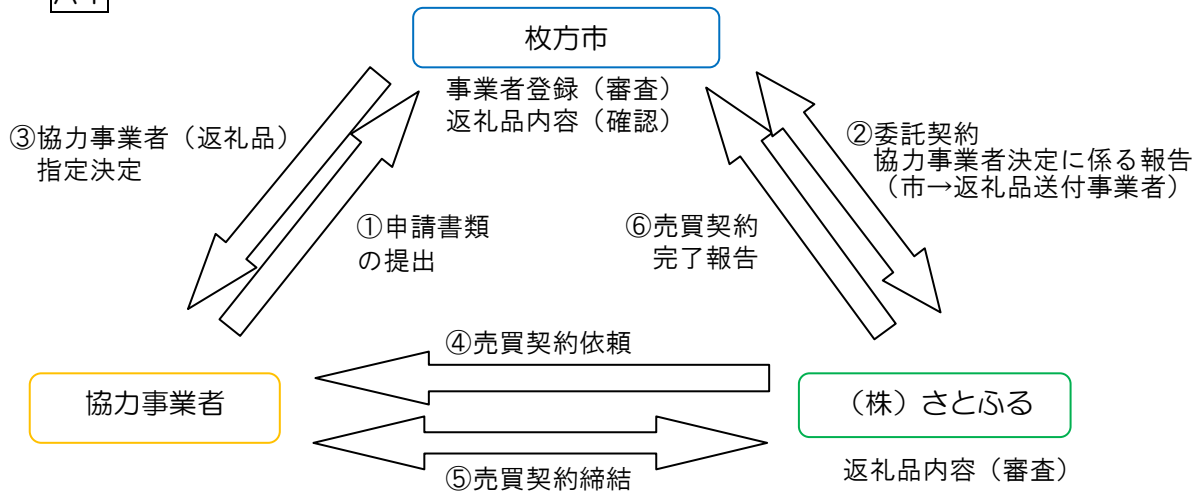 枚方市
事業者登録（審査）
返礼品内容（確認）
③協力事業者（返礼品）
指定決定
②委託契約
協力事業者決定に係る報告
（市→返礼品送付事業者）
①申請書類
の提出
⑥売買契約
完了報告
④売買契約依頼
協力事業者
（株）さとふる
⑤売買契約締結
返礼品内容（審査）